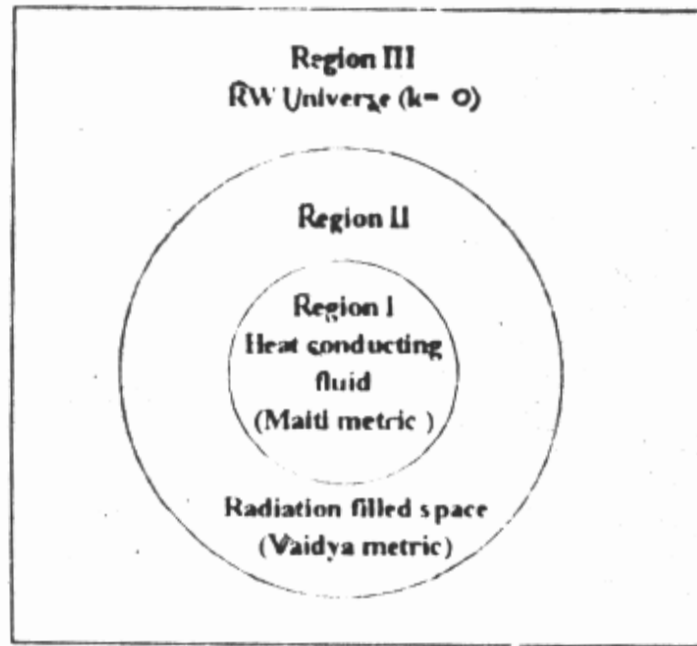 Region III
RW Universe (k= 0)
Region II
Region I
Heat conducting
fluid
(Maiti metric )
Radiation filled space
(Vaidya metric)